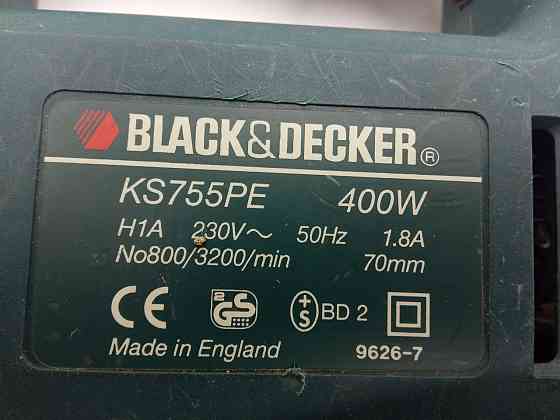 BLACK&DECKER®
KS755PE 400W
H1A 230V~ 50Hz 1.8A
No800/3200/min 70mm
CE GS +S BD 2
Made in England 9626-7